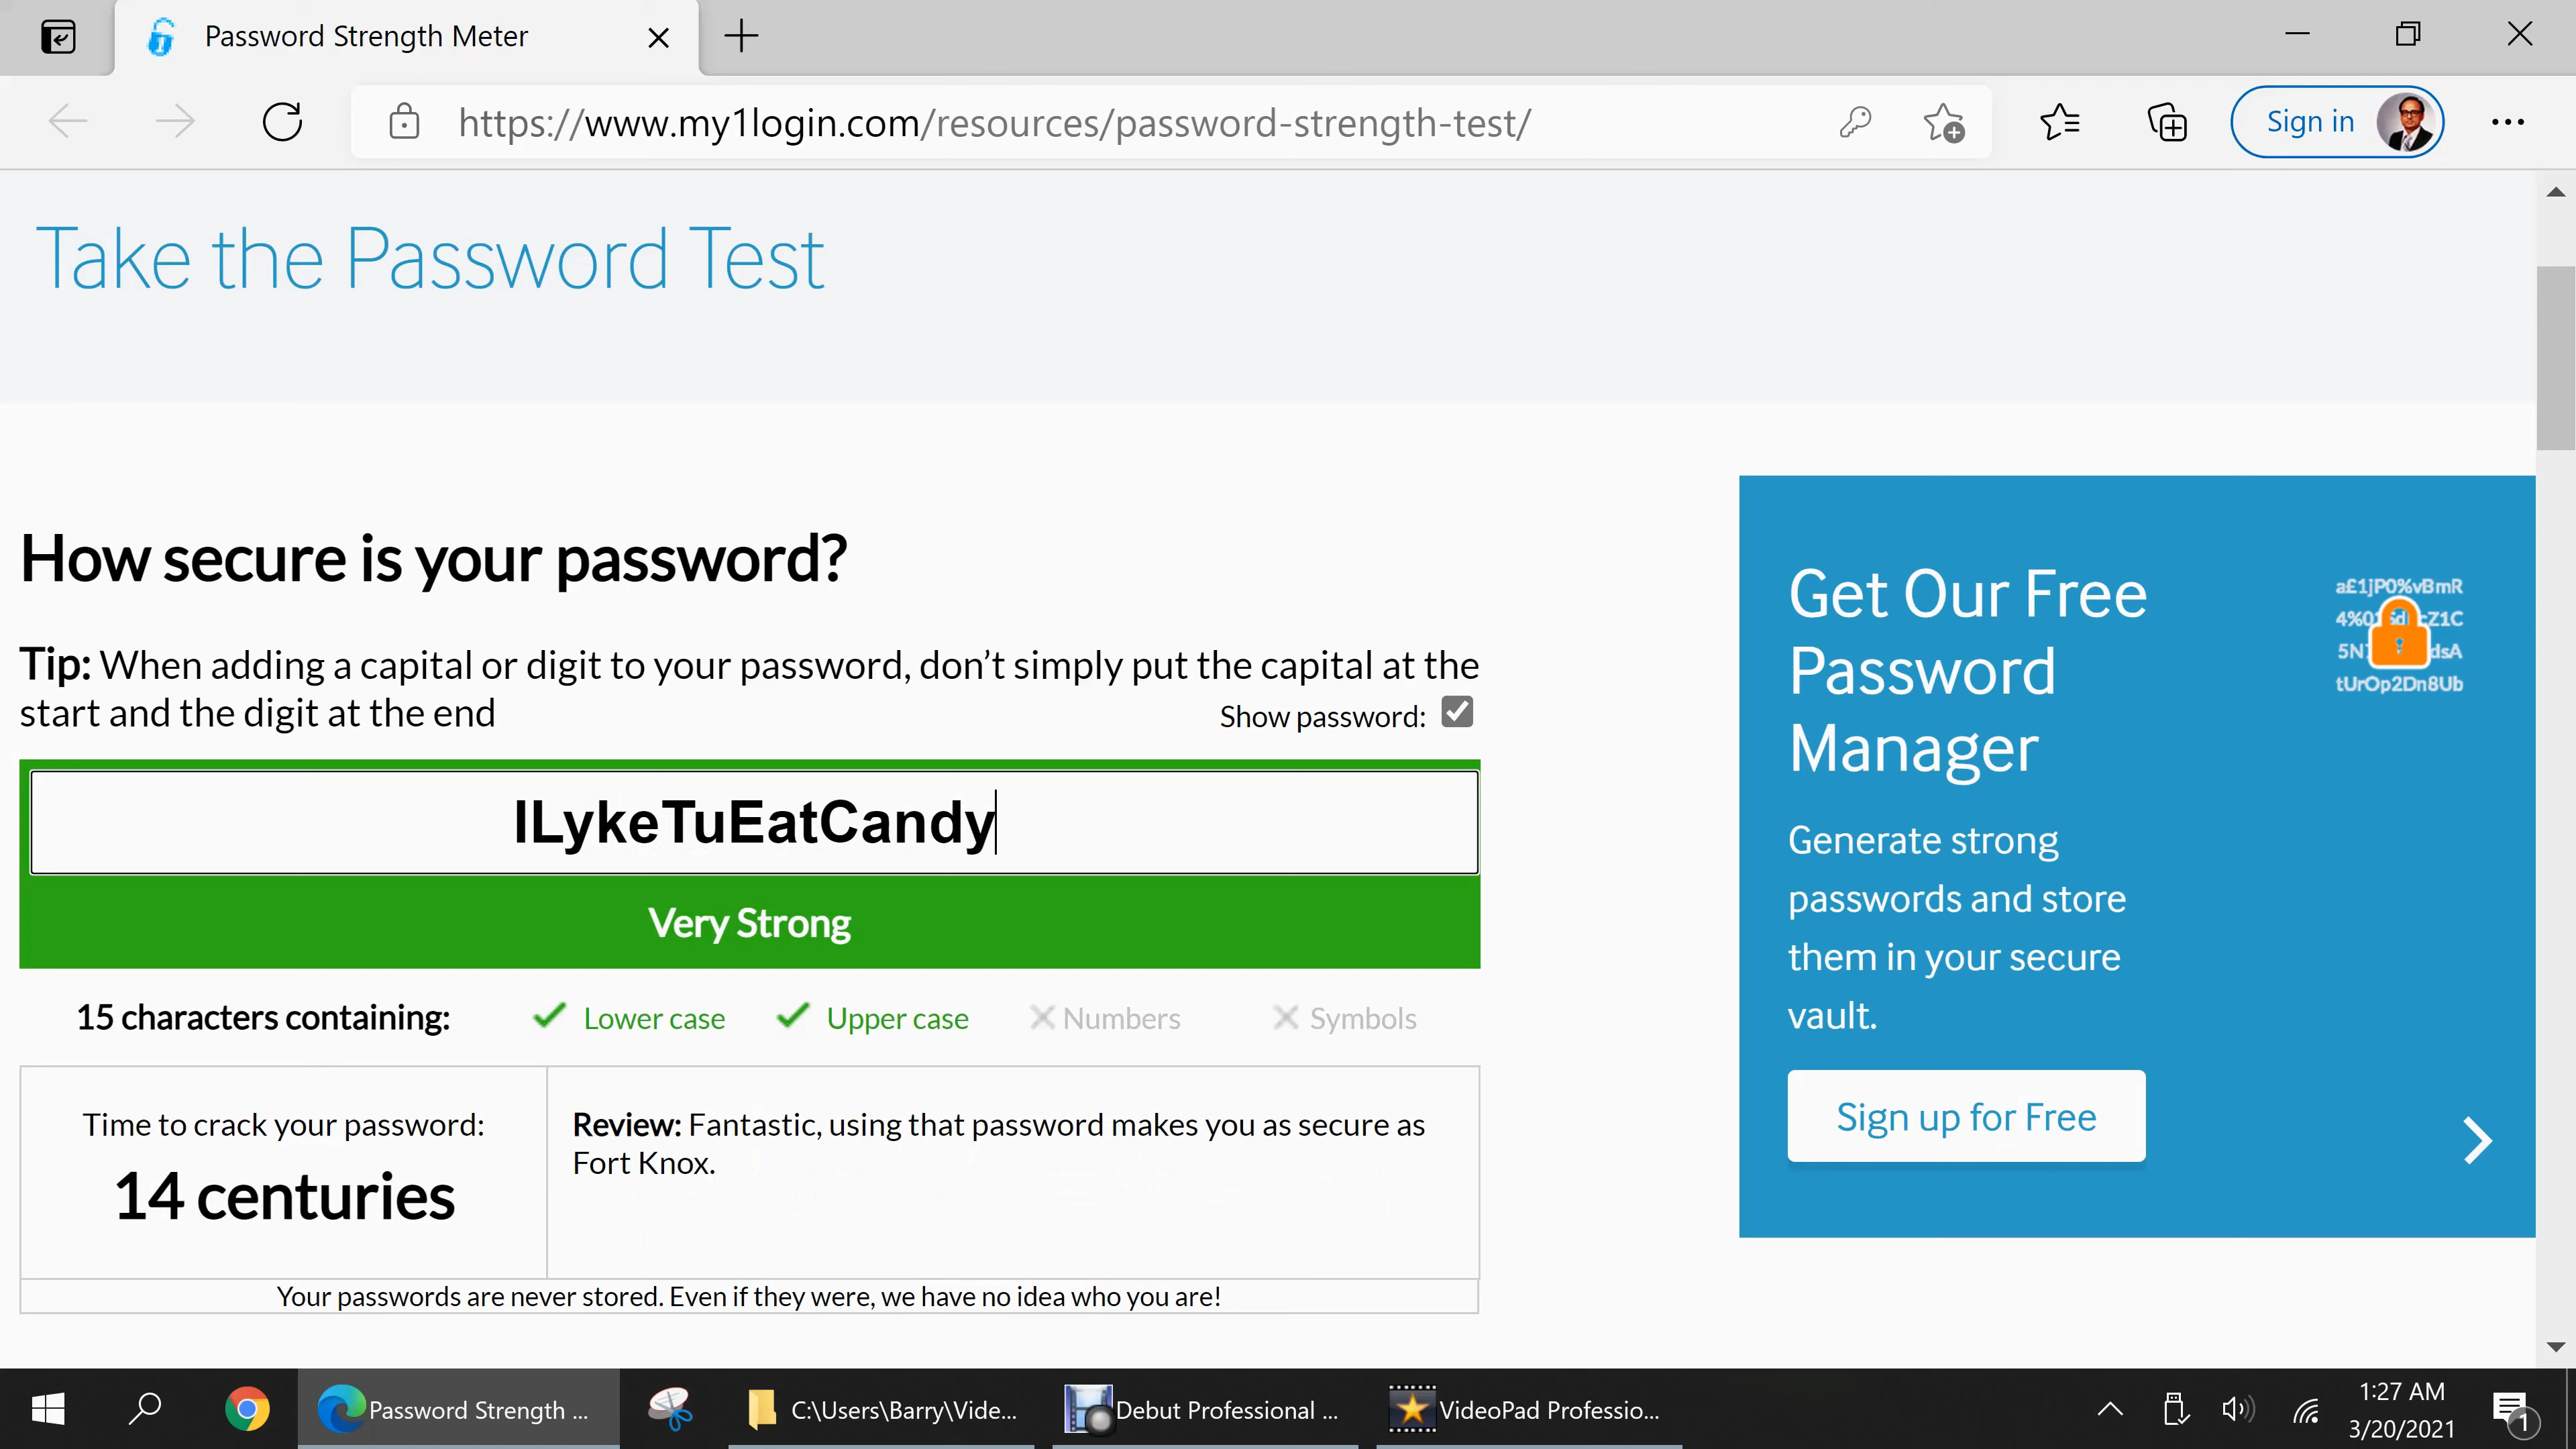 Password Strength Meter
https://www.my1login.com/resources/password-strength-test/
Sign in
Take the Password Test
How secure is your password?
Tip: When adding a capital or digit to your password, don’t simply put the capital at the
start and the digit at the end
Show password:
ILykeTuEatCandy
Very Strong
15 characters containing:
Lower case
Upper case
Numbers
Symbols
Time to crack your password:
14 centuries
Review: Fantastic, using that password makes you as secure as
Fort Knox.
Your passwords are never stored. Even if they were, we have no idea who you are!
Get Our Free
Password
Manager
a£1jP0%vBmR
tUrOp2Dn8Ub
Generate strong
passwords and store
them in your secure
vault.
Sign up for Free
Password Strength ...
C:\Users\Barry\Vide...
Debut Professional ...
VideoPad Professio...
1:27 AM
3/20/2021
1